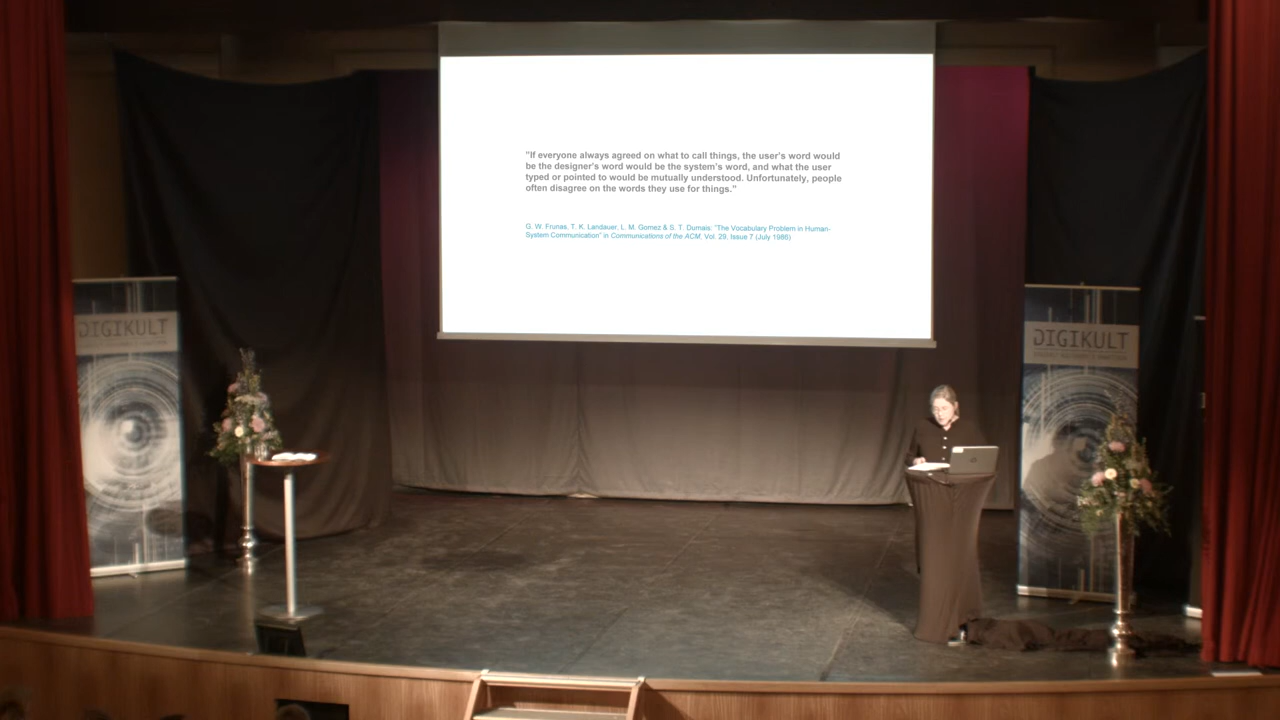 "If everyone always agreed on what to call things, the user's word would
be the designer's word would be the system's word, and what the user
typed or pointed to would be mutually understood. Unfortunately, people
often disagree on the words they use for things."
G. W. Frunas, T. K. Landauer, L. M. Gomez & S. T. Dumais: "The Vocabulary Problem in Human-
System Communication" in Communications of the ACM, Vol. 29, Issue 7 (July 1986)
DIGIKULT
DIGIKULT